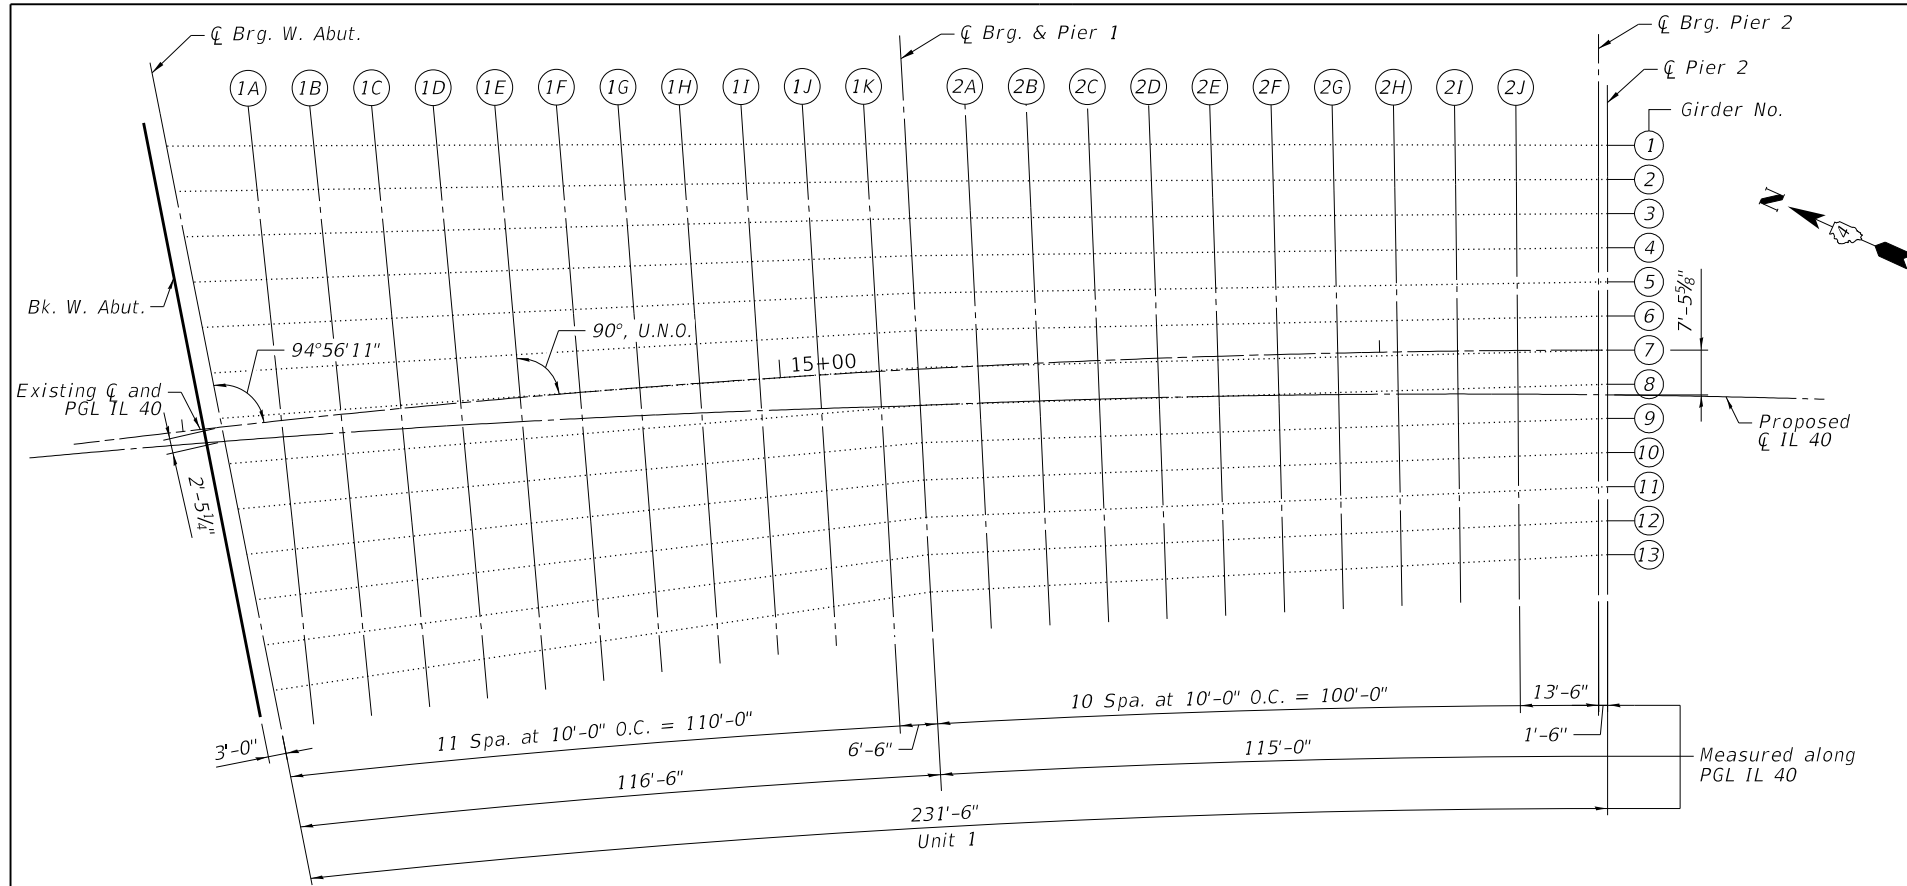 ℄ Brg. W. Abut.
℄ Brg. & Pier 1
℄ Brg. Pier 2
℄ Pier 2
1A 1B 1C 1D 1E 1F 1G 1H 1I 1J 1K 2A 2B 2C 2D 2E 2F 2G 2H 2I 2J
Girder No.
1
2
3
4
5
6
7
8
9
10
11
12
13
N
4
7'-5⅝"
Bk. W. Abut.
94°56'11"
90°, U.N.O.
15+00
Existing ℄ and
PGL IL 40
2'-5¼"
Proposed
℄ IL 40
3'-0"
11 Spa. at 10'-0" O.C. = 110'-0"
6'-6"
10 Spa. at 10'-0" O.C. = 100'-0"
13'-6"
1'-6"
116'-6"
115'-0"
Measured along
PGL IL 40
231'-6"
Unit 1